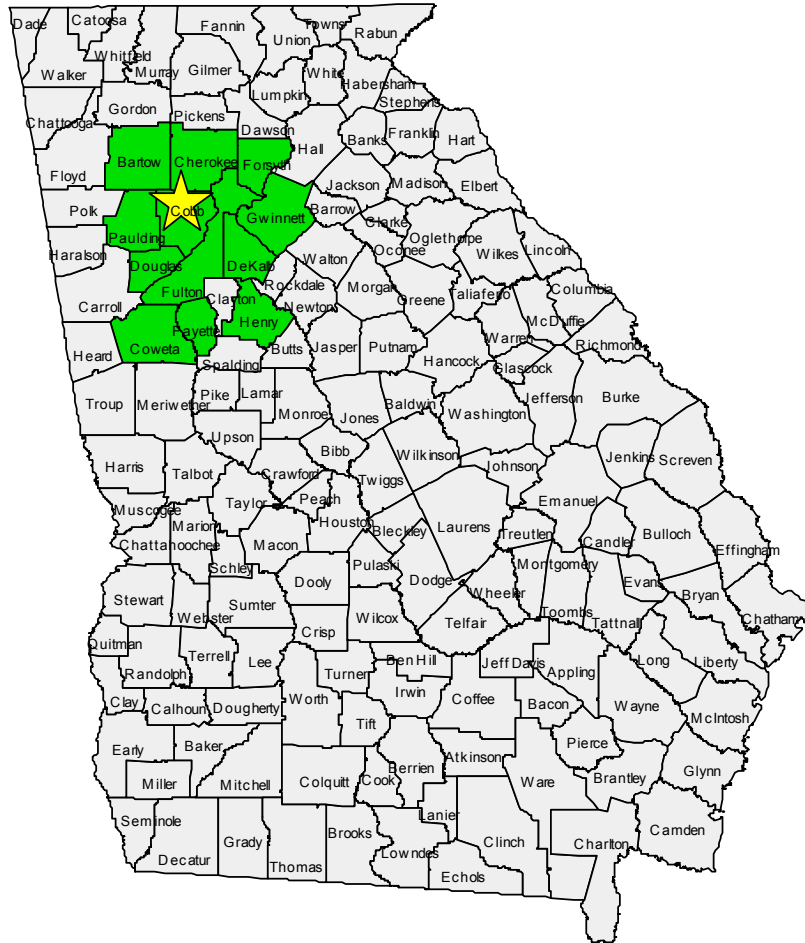 Dade
Catoosa
Fannin
Towns
Rabun
Union
Whitfield
Murray
Walker
Gilmer
White
Habersham
Lumpkin
Stephens
Gordon
Pickens
Chattooga
Dawson
Banks
Franklin
Hart
Hall
Bartow
Cherokee
Forsyth
Floyd
Jackson
Madison
Elbert
Polk
Cobb
Gwinnett
Barrow
Clarke
Paulding
Oglethorpe
Oconee
Haralson
Wilkes
Lincoln
Douglas
DeKalb
Walton
Rockdale
Morgan
Columbia
Fulton
Clayton
Newton
Greene
Taliaferro
Carroll
McDuffie
Henry
Fayette
Warren
Richmond
Coweta
Butts
Jasper
Putnam
Heard
Spalding
Hancock
Glascock
Troup
Meriwether
Pike
Lamar
Baldwin
Jefferson
Burke
Monroe
Jones
Washington
Upson
Bibb
Wilkinson
Harris
Talbot
Crawford
Twiggs
Johnson
Jenkins
Screven
Taylor
Peach
Emanuel
Muscogee
Houston
Laurens
Marion
Bleckley
Treutlen
Candler
Bulloch
Chattahoochee
Macon
Effingham
Schley
Pulaski
Montgomery
Dooly
Dodge
Wheeler
Evans
Bryan
Stewart
Webster
Sumter
Wilcox
Toombs
Tattnall
Chatham
Crisp
Telfair
Quitman
Terrell
Lee
Ben Hill
Jeff Davis
Appling
Long
Liberty
Randolph
Turner
Irwin
Coffee
Clay
Calhoun
Dougherty
Worth
Bacon
Wayne
McIntosh
Tift
Early
Baker
Atkinson
Pierce
Berrien
Glynn
Miller
Mitchell
Colquitt
Cook
Ware
Brantley
Seminole
Lanier
Brooks
Clinch
Charlton
Camden
Grady
Decatur
Thomas
Lowndes
Echols